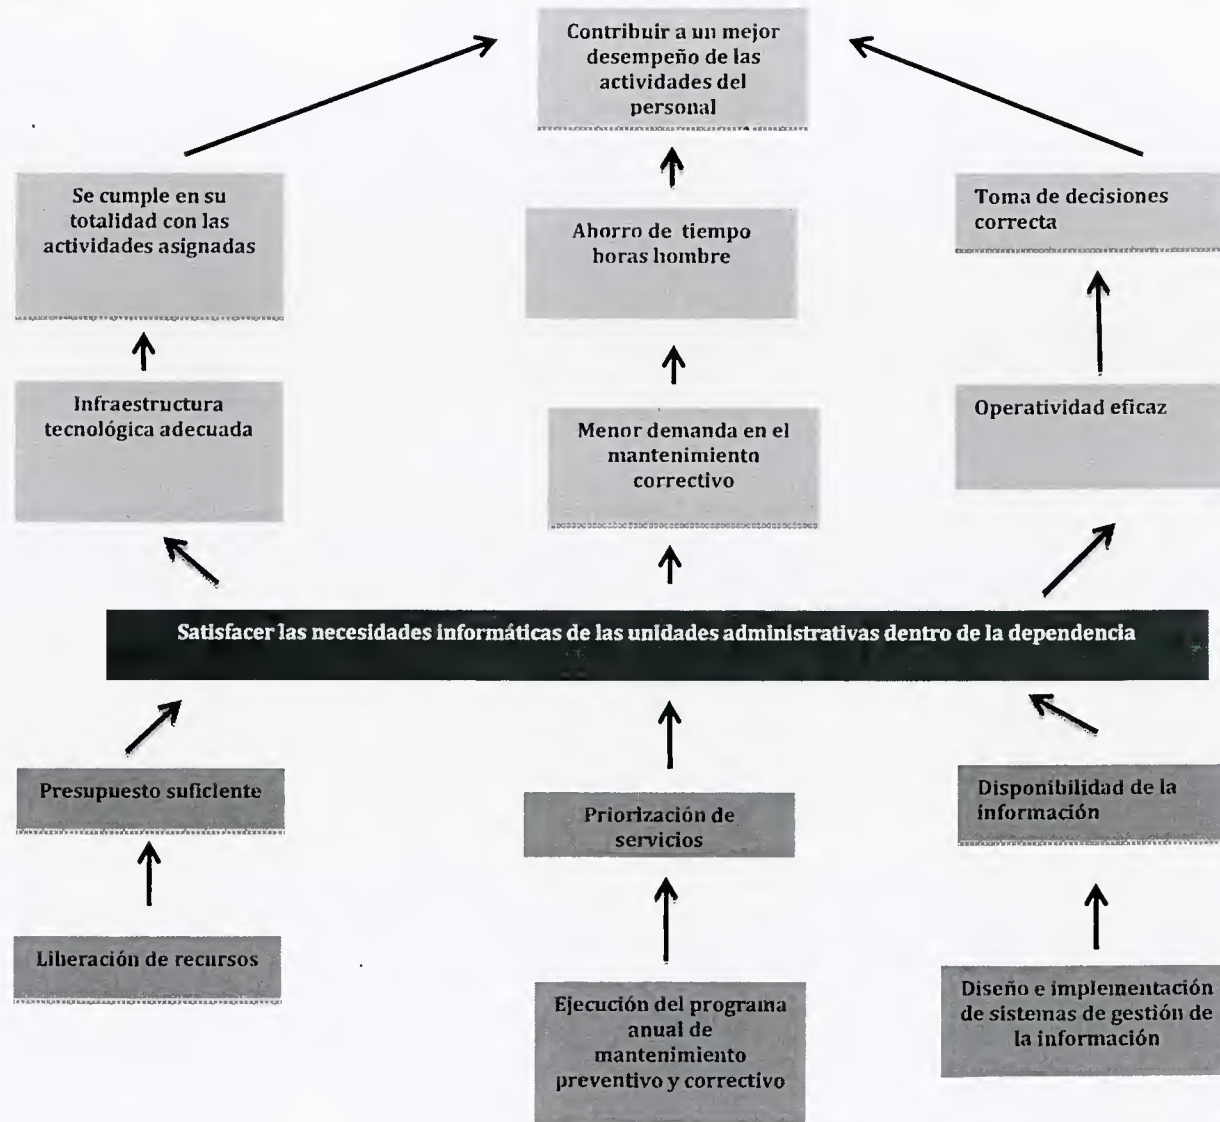 Contribuir a un mejor
desempeño de las
actividades del
personal
Se cumple en su
totalidad con las
actividades asignadas
Ahorro de tiempo
horas hombre
Toma de decisiones
correcta
Infraestructura
tecnológica adecuada
Menor demanda en el
mantenimiento
correctivo
Operatividad eficaz
Satisfacer las necesidades informáticas de las unidades administrativas dentro de la dependencia
Presupuesto suficiente
Priorización de
servicios
Disponibilidad de la
información
Liberación de recursos
Ejecución del programa
anual de
mantenimiento
preventivo y correctivo
Diseño e implementación
de sistemas de gestión de
la información